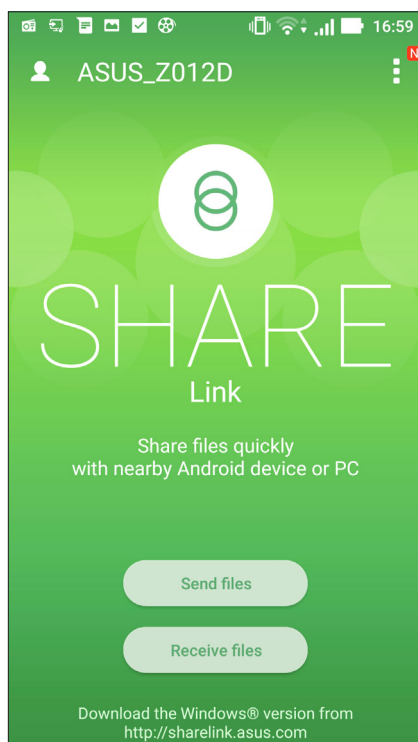 16:59
ASUS_Z012D
N
SHARE
Link
Share files quickly
with nearby Android device or PC
Send files
Receive files
Download the Windows® version from
http://sharelink.asus.com